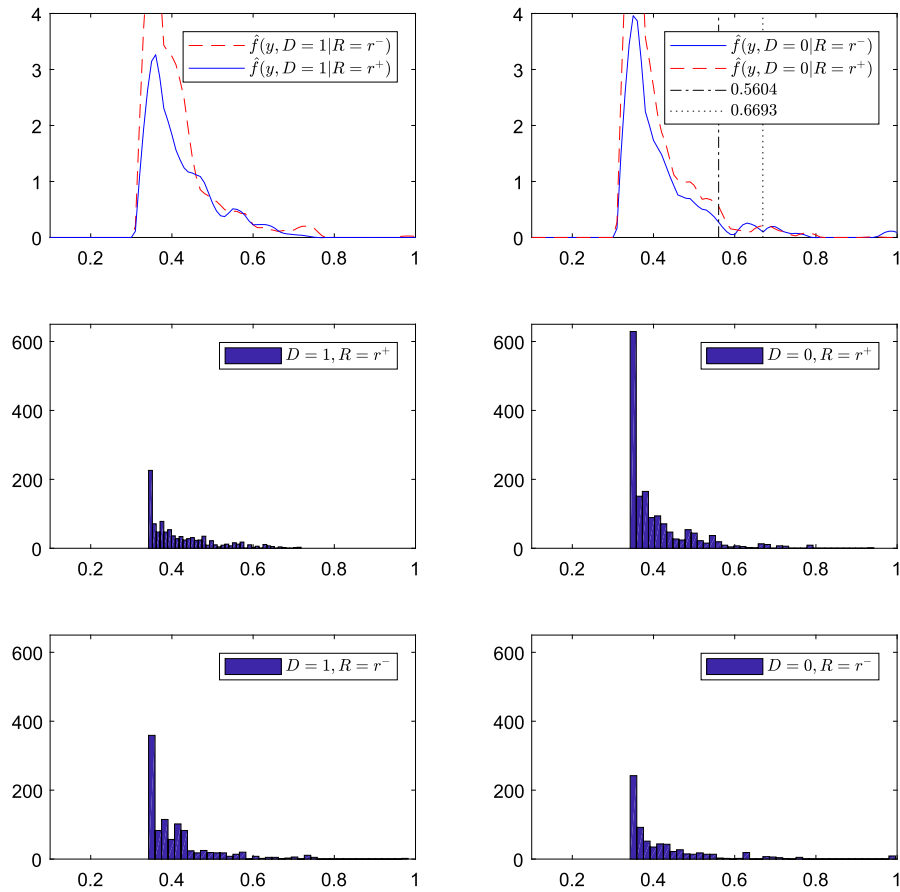 4
3
2
1
0
0.2 0.4 0.6 0.8 1
f̂(y, D = 1|R = r⁻)
f̂(y, D = 1|R = r⁺)
4
3
2
1
0
0.2 0.4 0.6 0.8 1
f̂(y, D = 0|R = r⁻)
f̂(y, D = 0|R = r⁺)
0.5604
0.6693
600
400
200
0
0.2 0.4 0.6 0.8 1
D = 1, R = r⁺
600
400
200
0
0.2 0.4 0.6 0.8 1
D = 0, R = r⁺
600
400
200
0
0.2 0.4 0.6 0.8 1
D = 1, R = r⁻
600
400
200
0
0.2 0.4 0.6 0.8 1
D = 0, R = r⁻